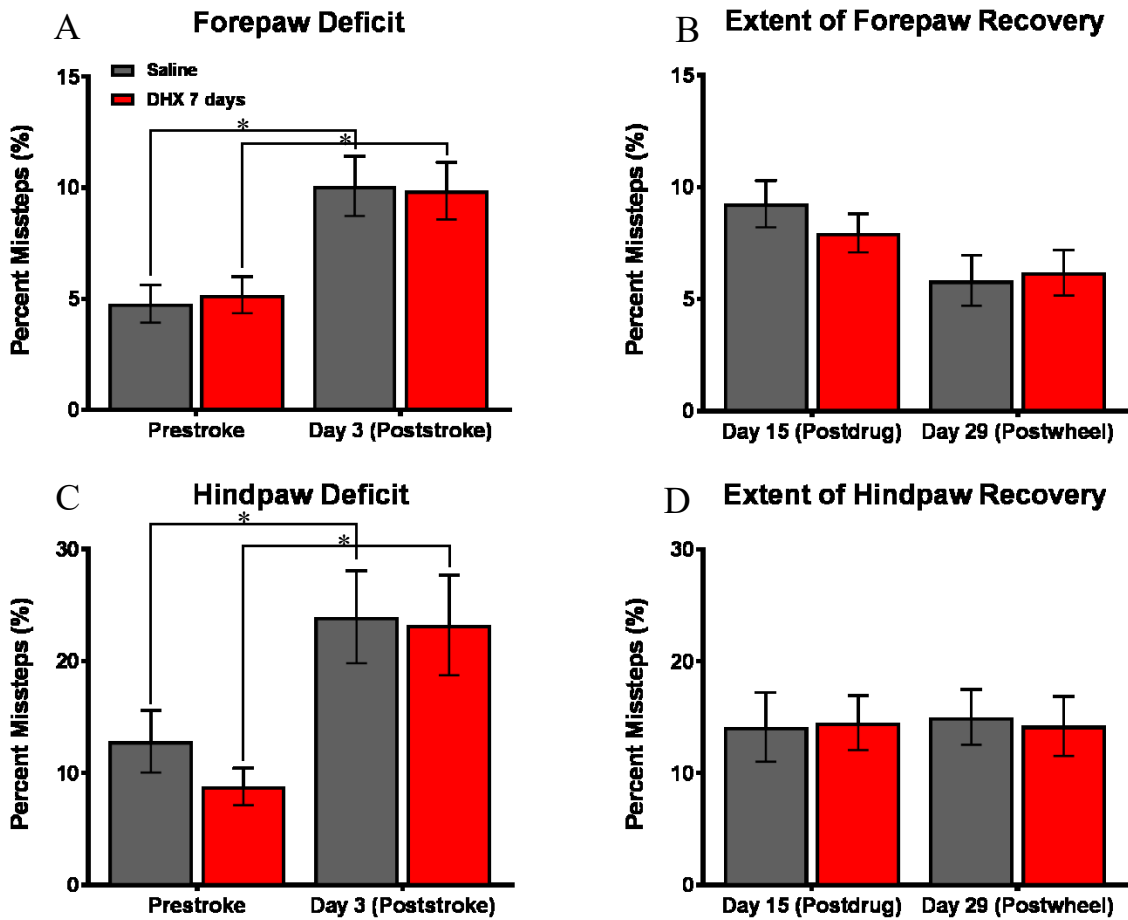 A
Forepaw Deficit
Saline
DHX 7 days
*
*
Percent Missteps (%)
15
10
5
0
Prestroke
Day 3 (Poststroke)
B
Extent of Forepaw Recovery
Percent Missteps (%)
15
10
5
0
Day 15 (Postdrug)
Day 29 (Postwheel)
C
Hindpaw Deficit
*
*
Percent Missteps (%)
30
20
10
0
Prestroke
Day 3 (Poststroke)
D
Extent of Hindpaw Recovery
Percent Missteps (%)
30
20
10
0
Day 15 (Postdrug)
Day 29 (Postwheel)